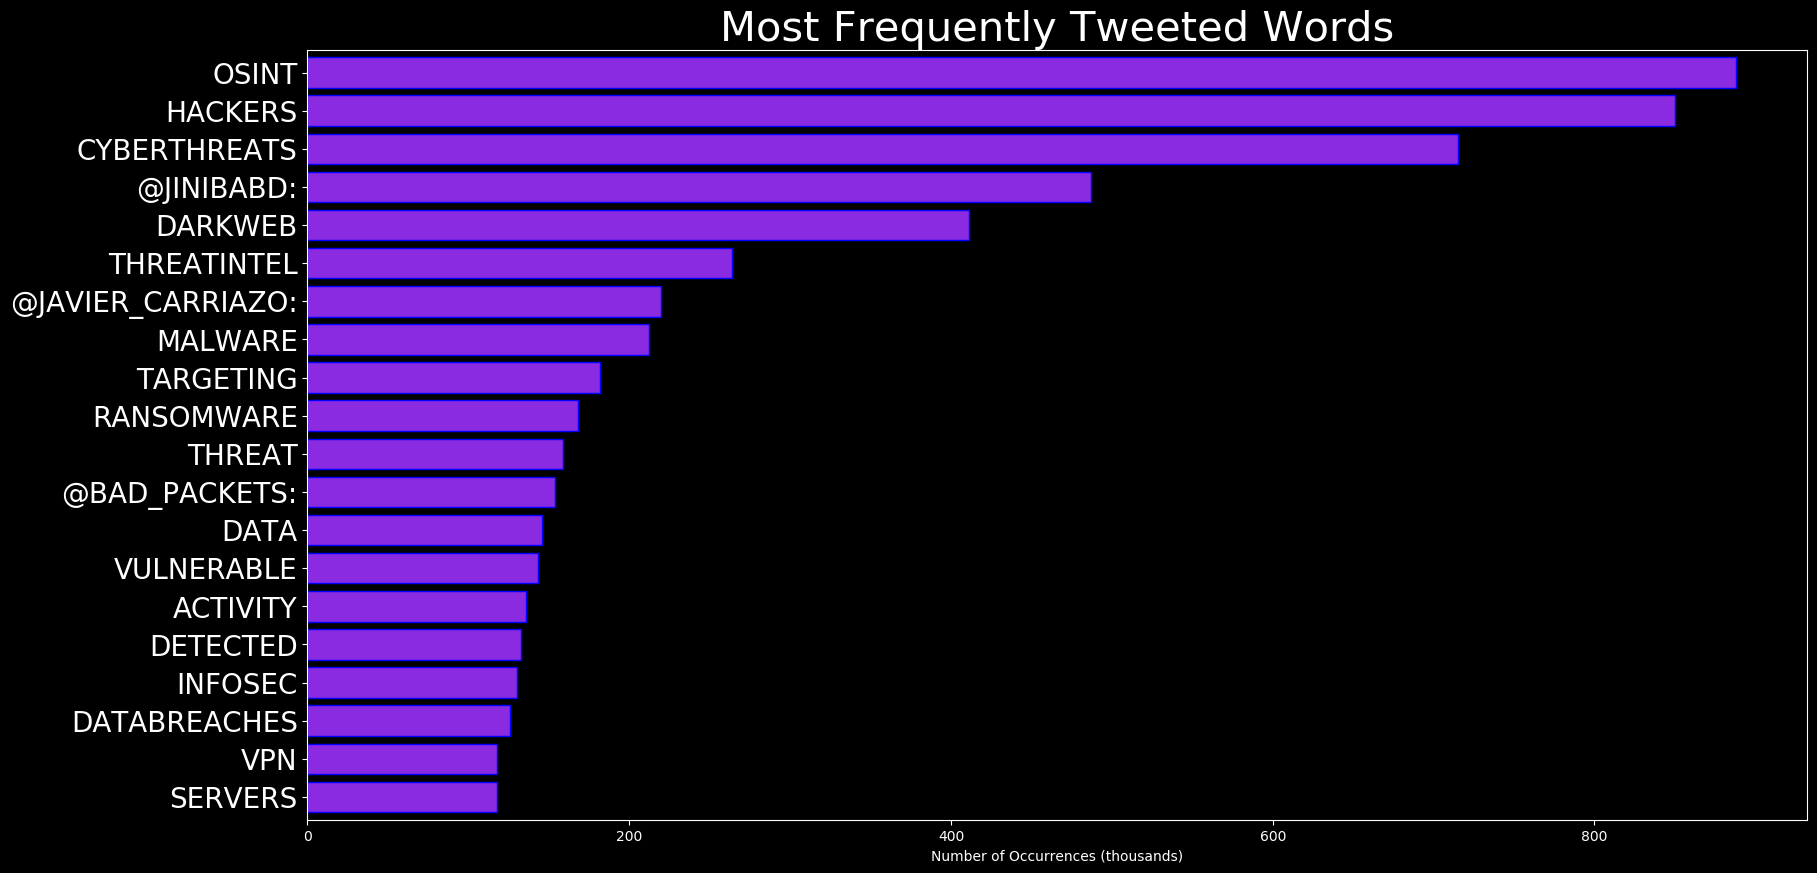 Most Frequently Tweeted Words
OSINT
HACKERS
CYBERTHREATS
@JINIBABD:
DARKWEB
THREATINTEL
@JAVIER_CARRIAZO:
MALWARE
TARGETING
RANSOMWARE
THREAT
@BAD_PACKETS:
DATA
VULNERABLE
ACTIVITY
DETECTED
INFOSEC
DATABREACHES
VPN
SERVERS
0 200 400 600 800
Number of Occurrences (thousands)